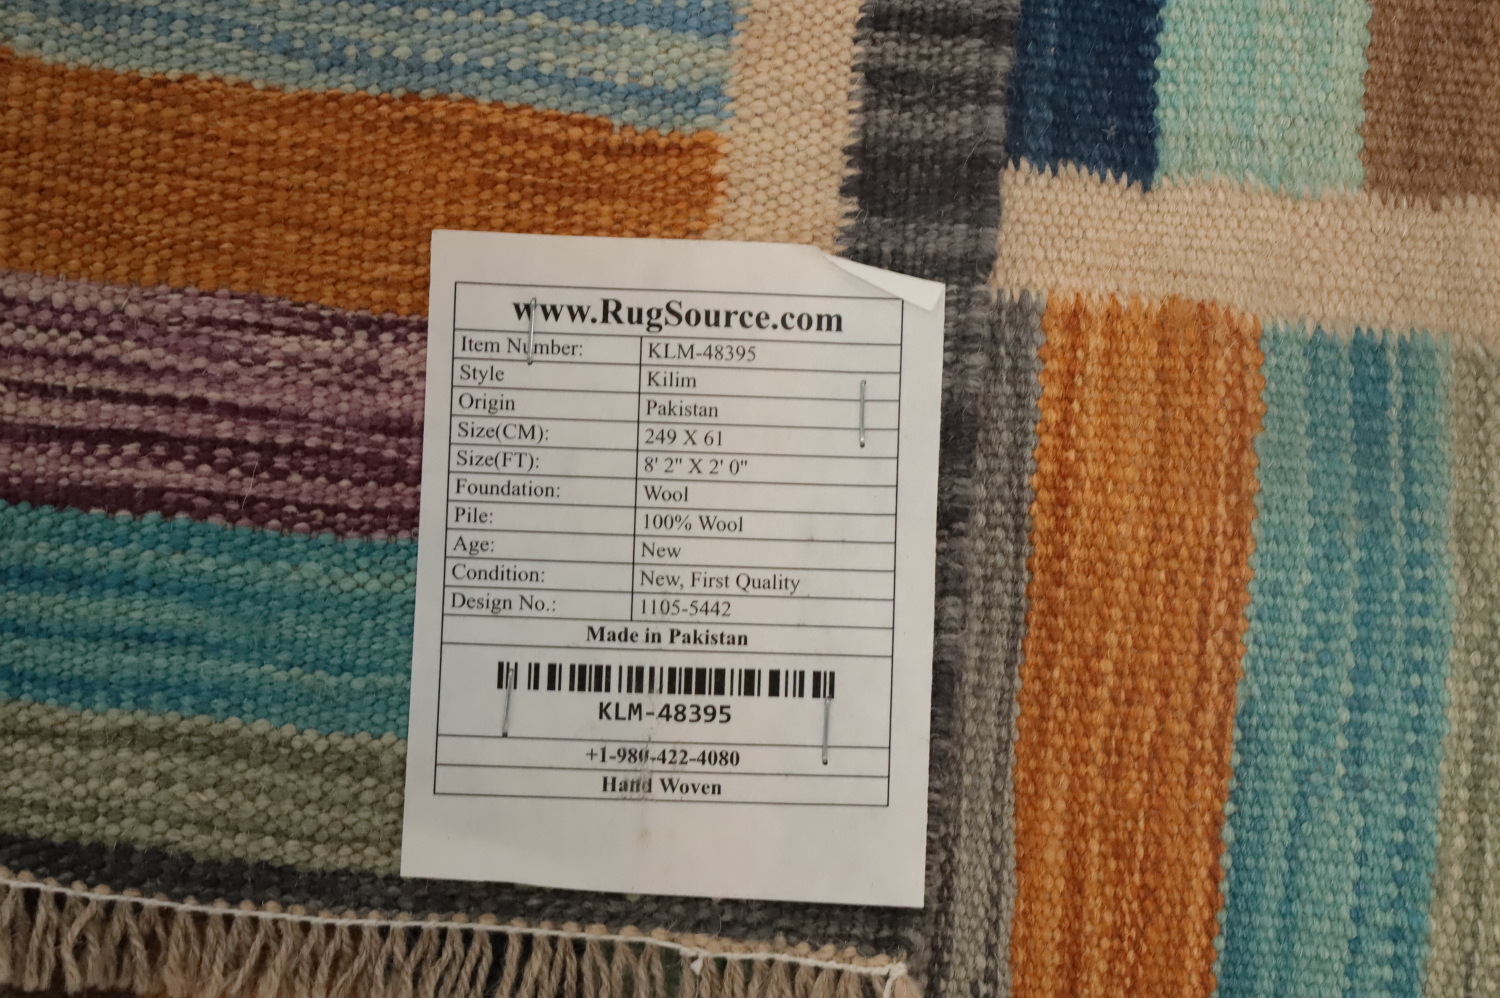 www.RugSource.com
Item Number: KLM-48395
Style Kilim
Origin Pakistan
Size(CM): 249 X 61
Size(FT): 8' 2" X 2' 0"
Foundation: Wool
Pile: 100% Wool
Age: New
Condition: New, First Quality
Design No.: 1105-5442
Made in Pakistan
KLM-48395
+1-980-422-4080
Hand Woven